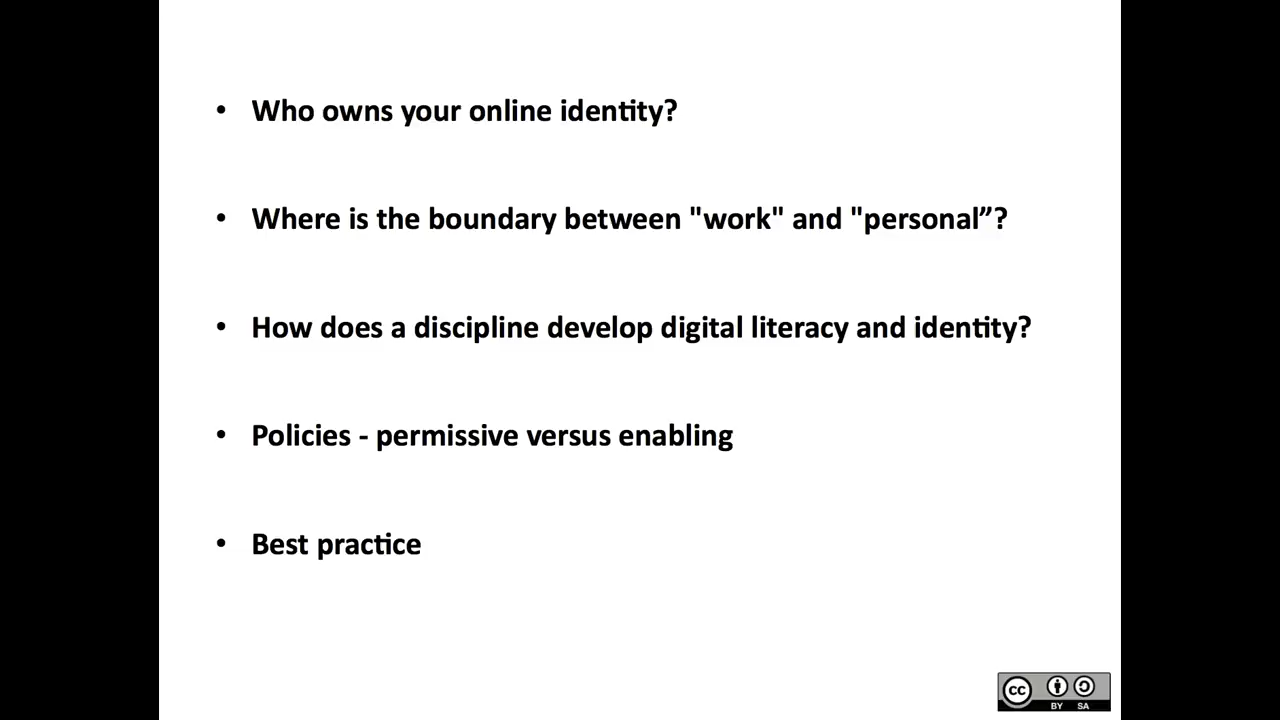 • Who owns your online identity?
• Where is the boundary between "work" and "personal”?
• How does a discipline develop digital literacy and identity?
• Policies - permissive versus enabling
• Best practice
cc BY SA